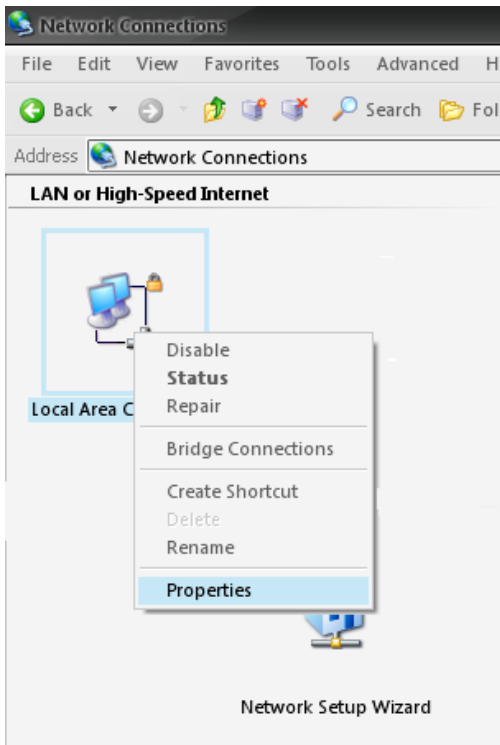 Network Connections
File Edit View Favorites Tools Advanced H
Back Search Fol
Address Network Connections
LAN or High-Speed Internet
Local Area C
Disable
Status
Repair
Bridge Connections
Create Shortcut
Delete
Rename
Properties
Network Setup Wizard